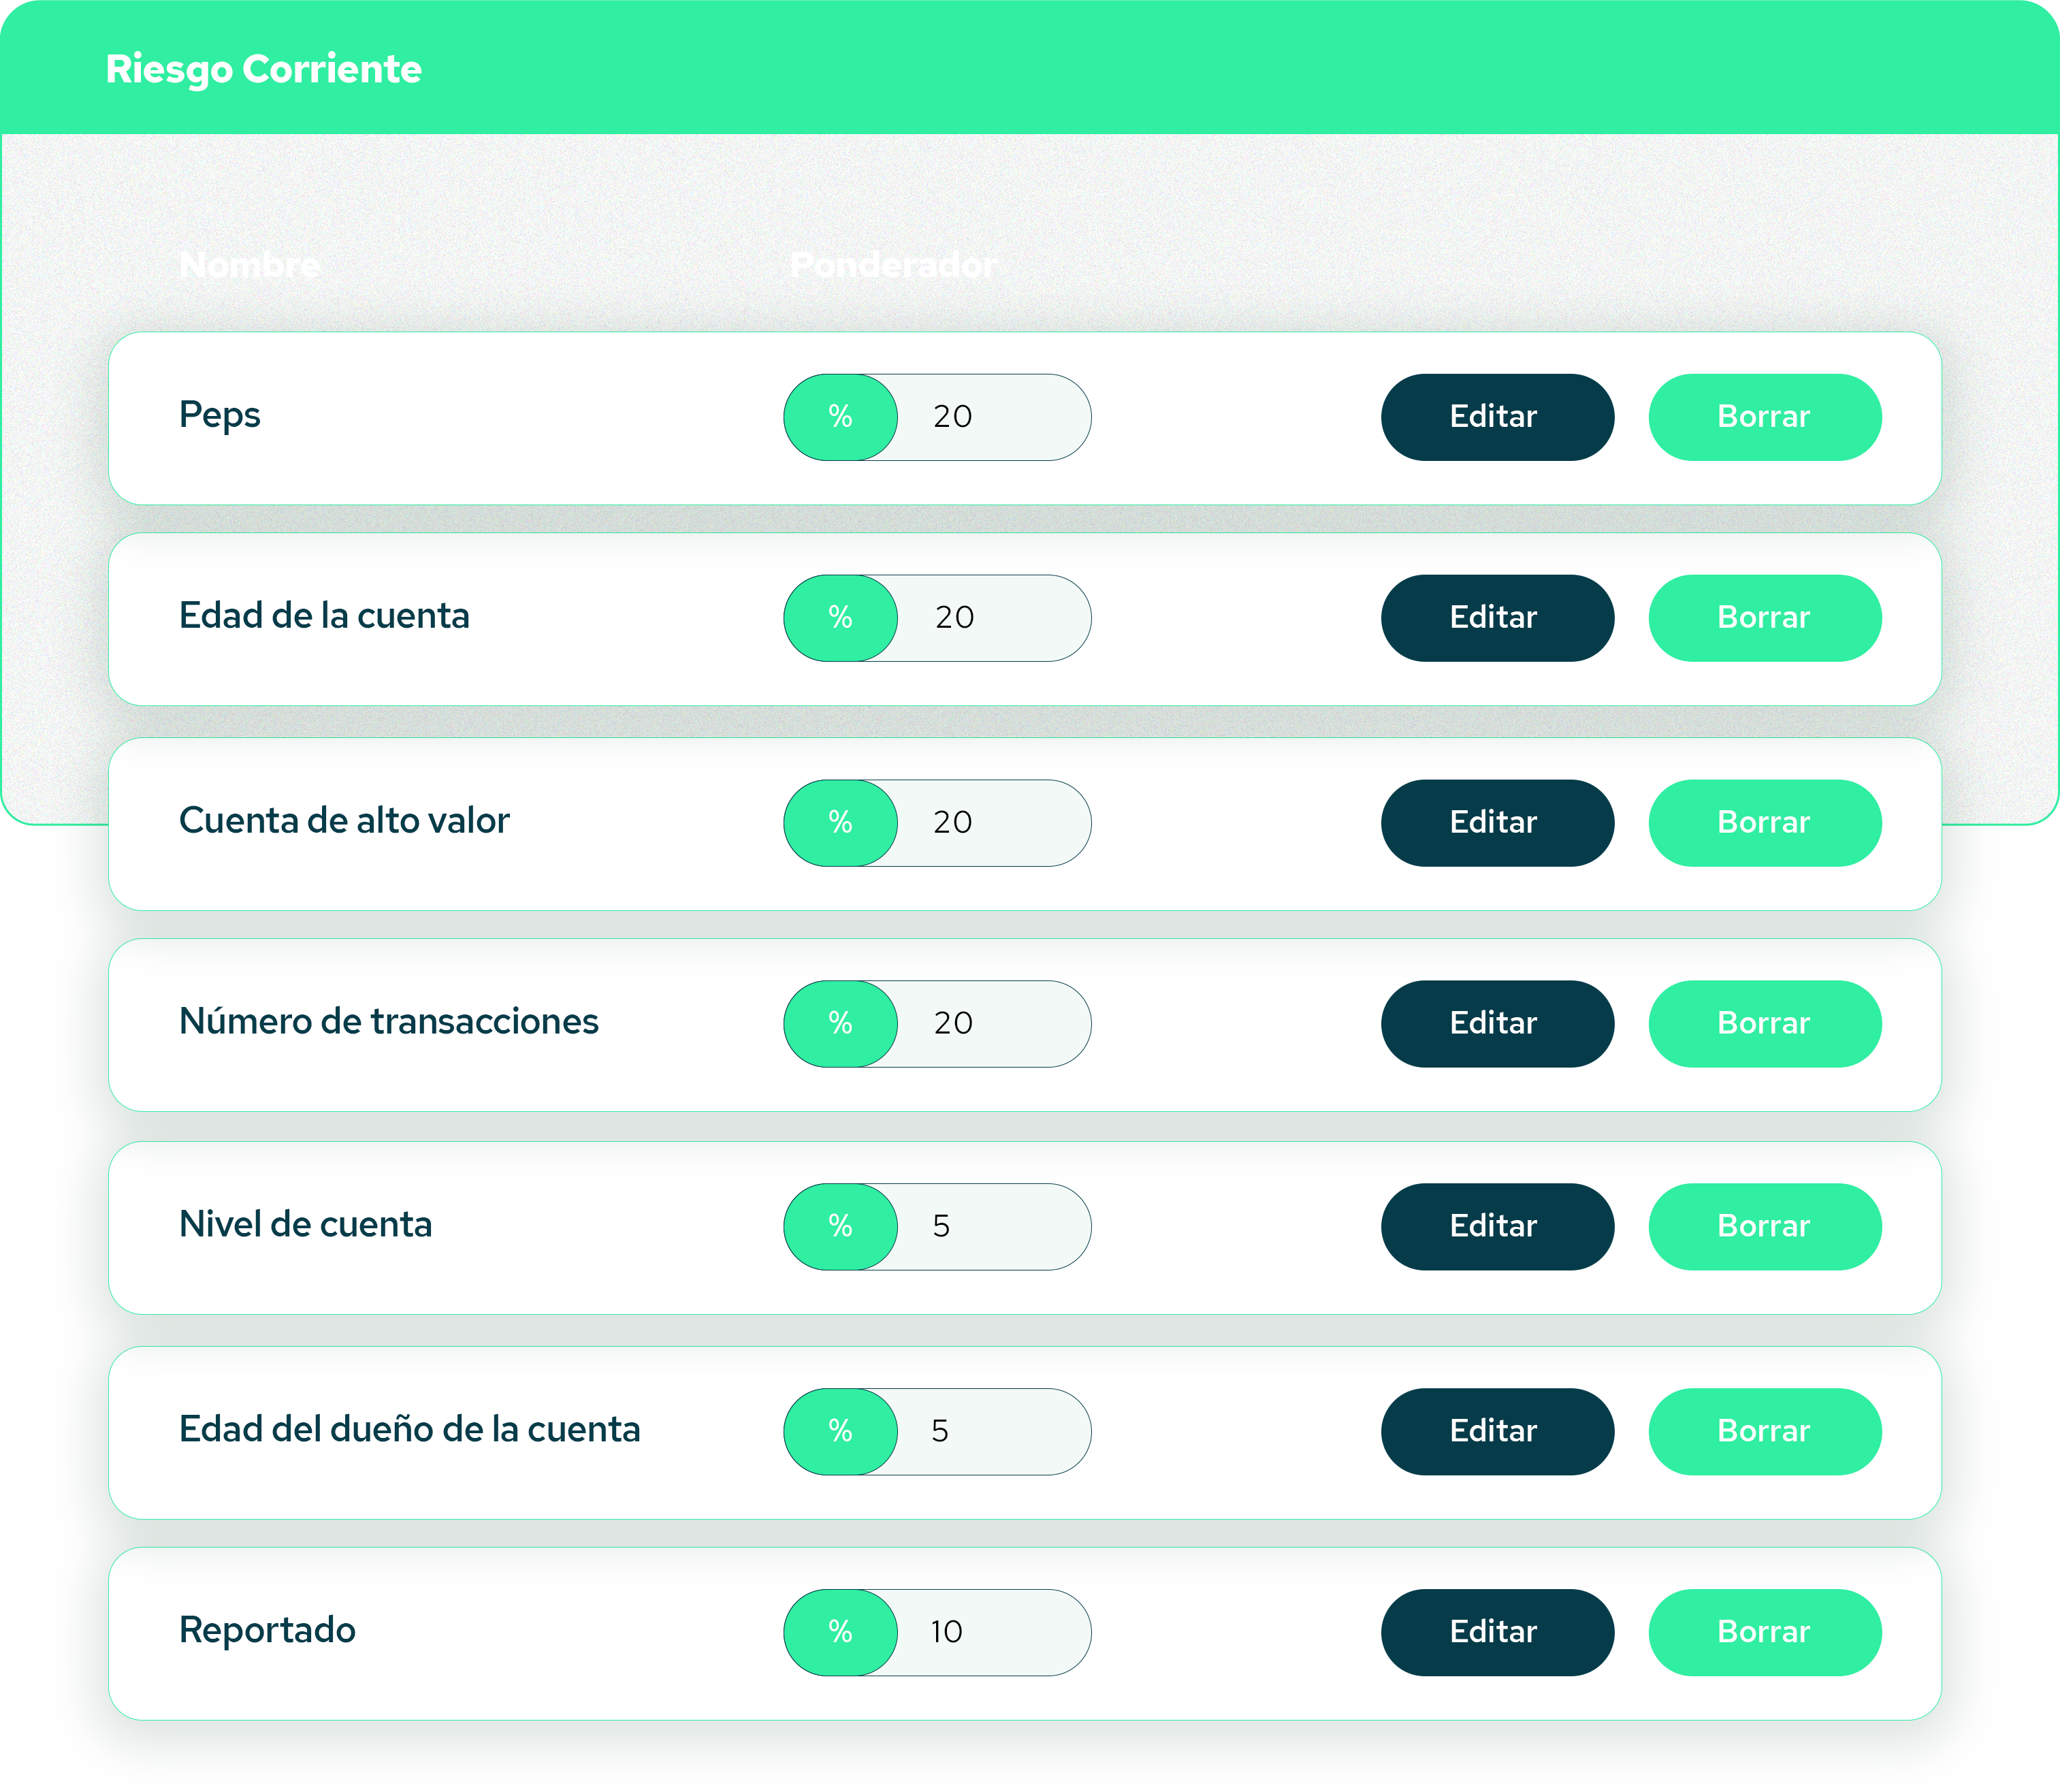 Riesgo Corriente
Nombre Ponderador
Peps % 20 Editar Borrar
Edad de la cuenta % 20 Editar Borrar
Cuenta de alto valor % 20 Editar Borrar
Número de transacciones % 20 Editar Borrar
Nivel de cuenta % 5 Editar Borrar
Edad del dueño de la cuenta % 5 Editar Borrar
Reportado % 10 Editar Borrar